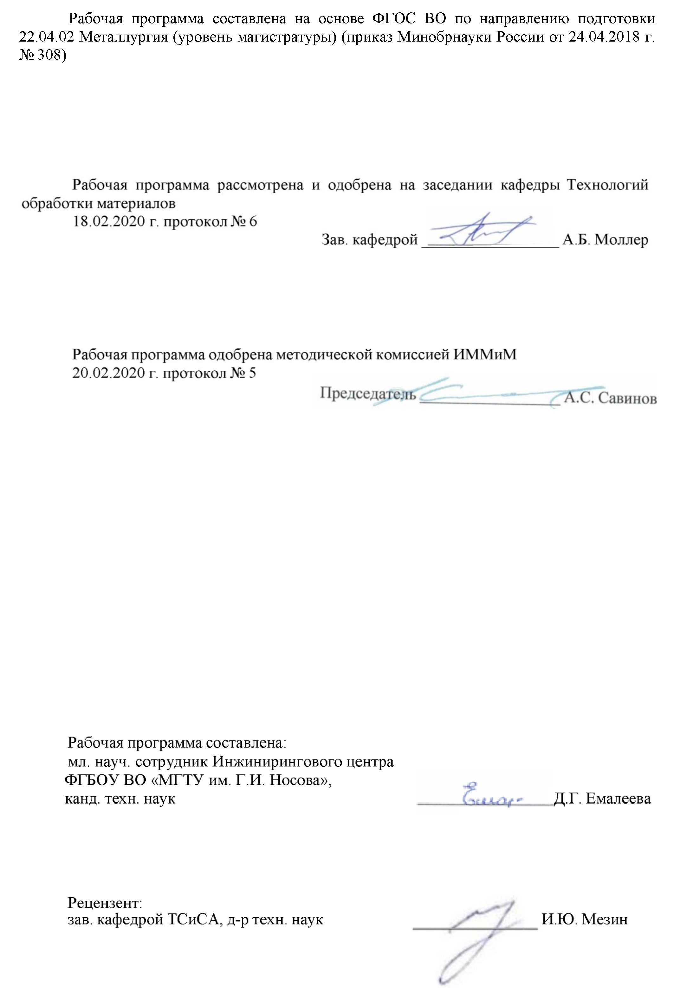 Рабочая программа составлена на основе ФГОС ВО по направлению подготовки
22.04.02 Металлургия (уровень магистратуры) (приказ Минобрнауки России от 24.04.2018 г.
№ 308)
Рабочая программа рассмотрена и одобрена на заседании кафедры Технологий
обработки материалов
18.02.2020 г. протокол № 6
Зав. кафедрой А.Б. Моллер
Рабочая программа одобрена методической комиссией ИММиМ
20.02.2020 г. протокол № 5
Председатель А.С. Савинов
Рабочая программа составлена:
мл. науч. сотрудник Инжинирингового центра
ФГБОУ ВО «МГТУ им. Г.И. Носова»,
канд. техн. наук Д.Г. Емалеева
Рецензент:
зав. кафедрой ТСиСА, д-р техн. наук И.Ю. Мезин